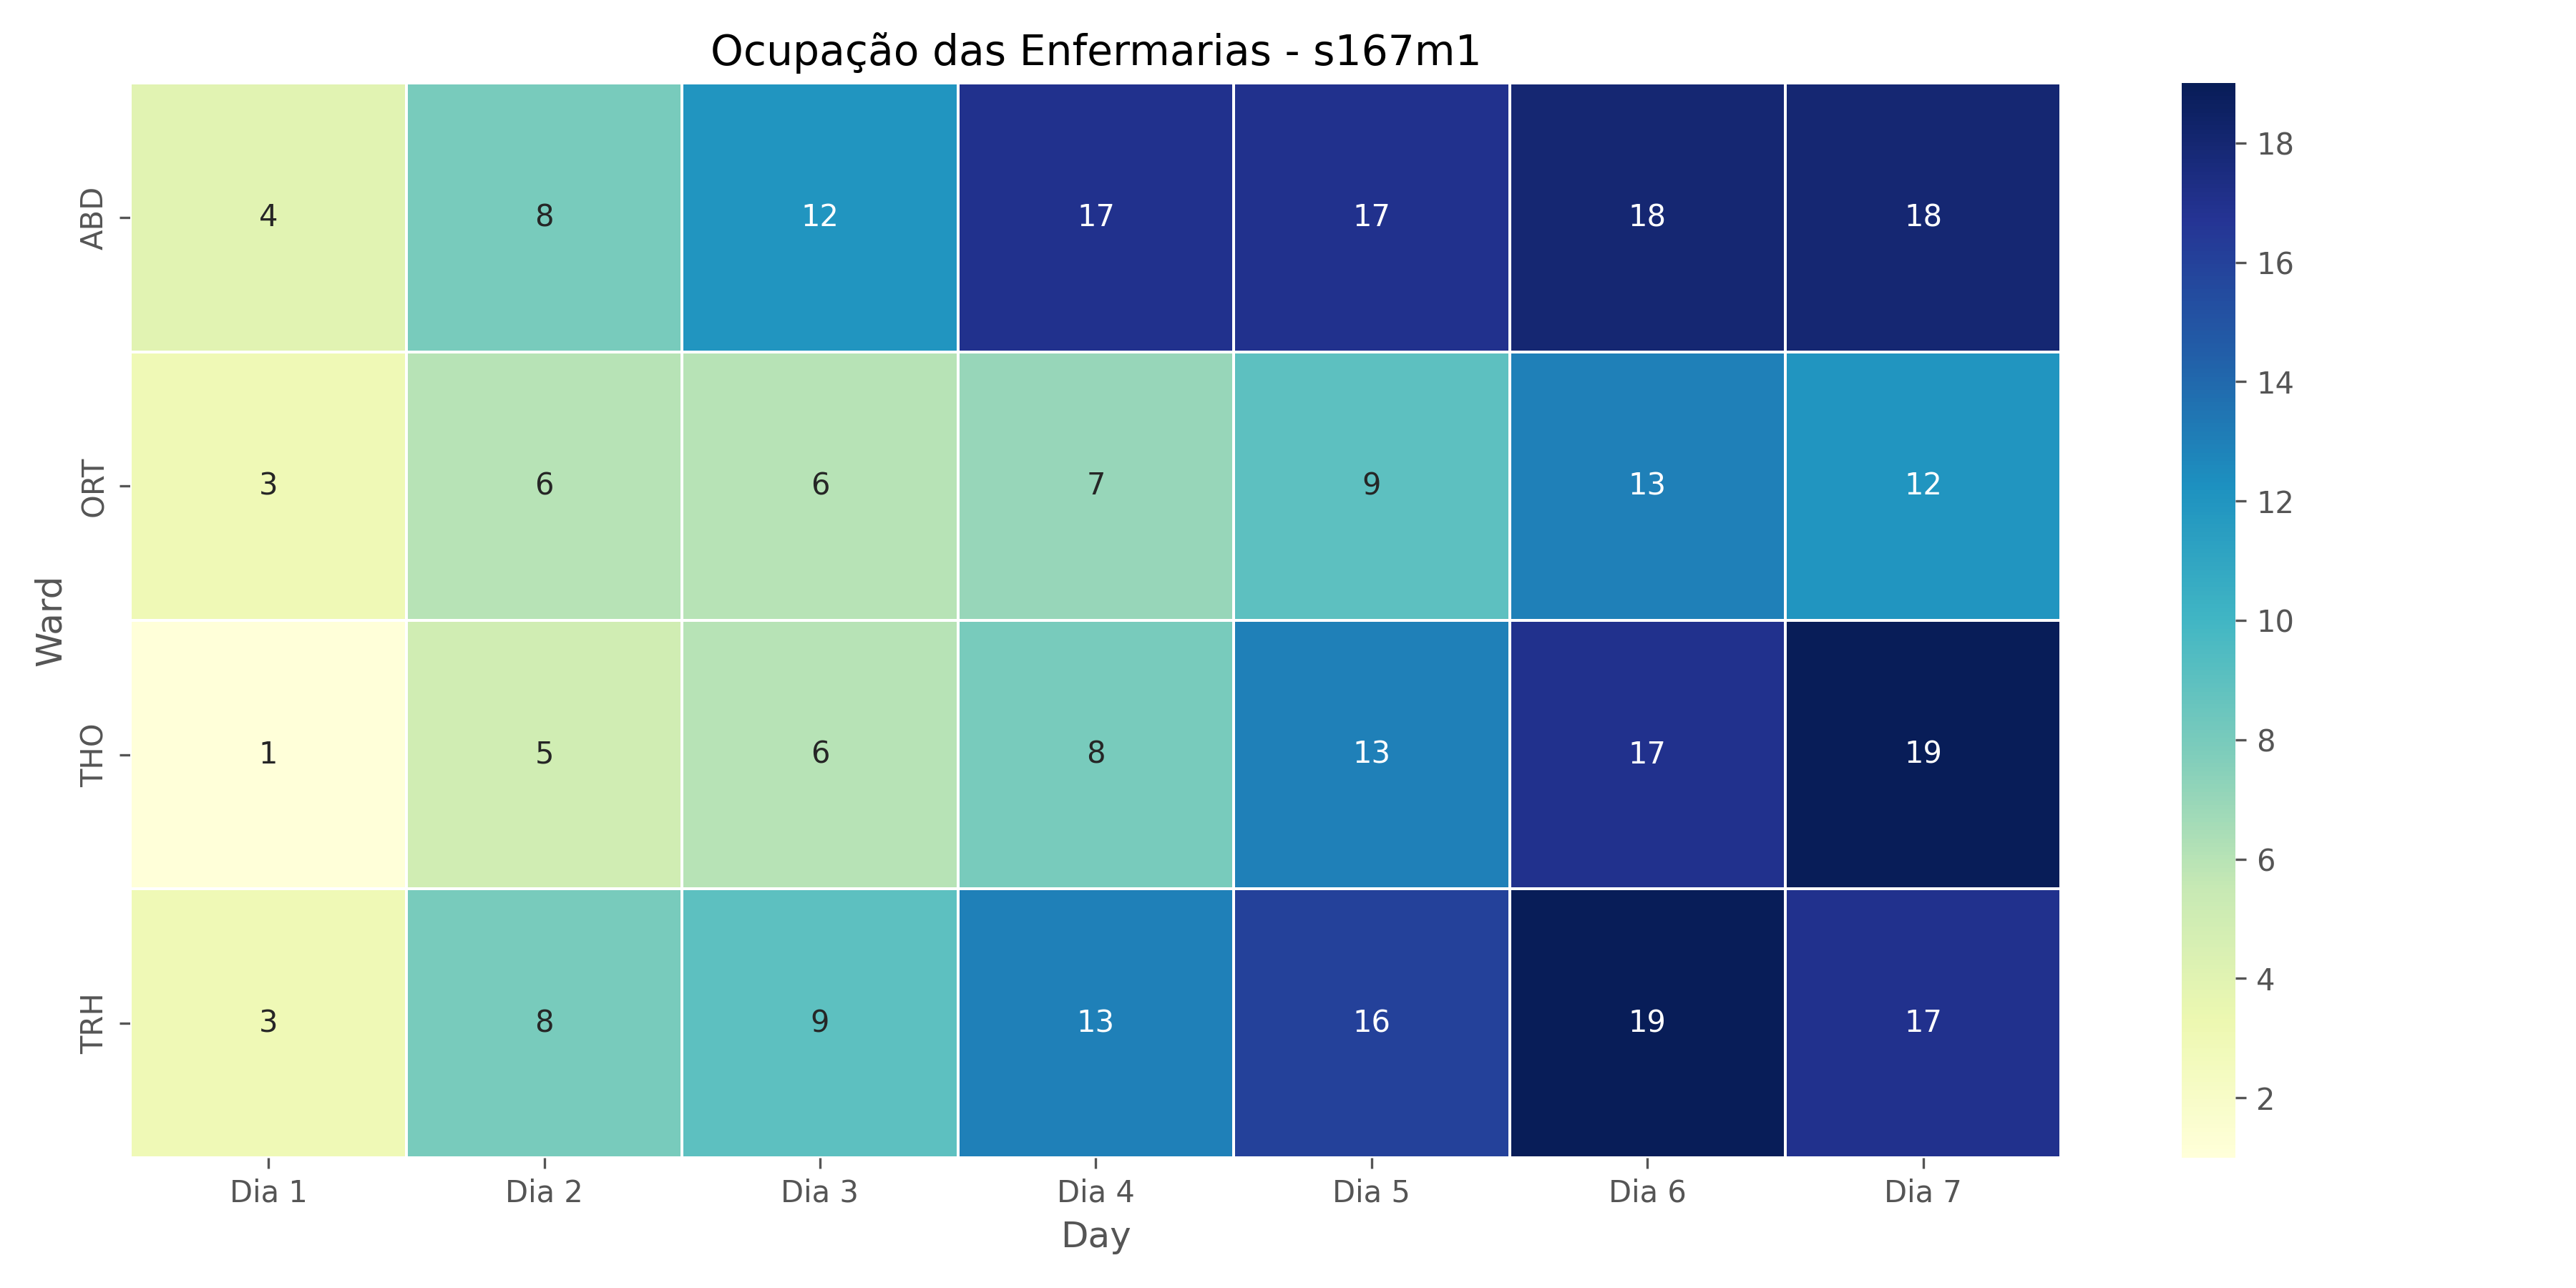 Ocupação das Enfermarias - s167m1
Ward
ABD 4 8 12 17 17 18 18
ORT 3 6 6 7 9 13 12
THO 1 5 6 8 13 17 19
TRH 3 8 9 13 16 19 17
Dia 1 Dia 2 Dia 3 Dia 4 Dia 5 Dia 6 Dia 7
Day
18
16
14
12
10
8
6
4
2